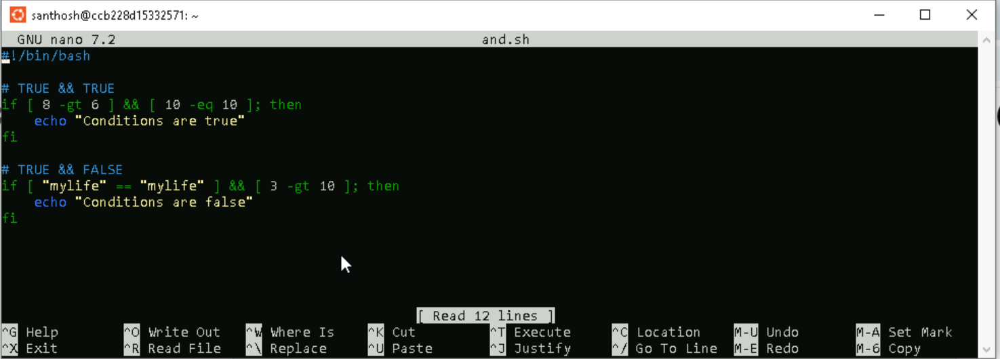 santhosh@ccb228d15332571: ~
GNU nano 7.2 and.sh
#!/bin/bash
# TRUE && TRUE
if [ 8 -gt 6 ] && [ 10 -eq 10 ]; then
    echo "Conditions are true"
fi
# TRUE && FALSE
if [ "mylife" == "mylife" ] && [ 3 -gt 10 ]; then
    echo "Conditions are false"
fi
[ Read 12 lines ]
^G Help ^O Write Out ^W Where Is ^K Cut ^T Execute ^C Location M-U Undo M-A Set Mark
^X Exit ^R Read File ^\ Replace ^U Paste ^J Justify ^/ Go To Line M-E Redo M-6 Copy